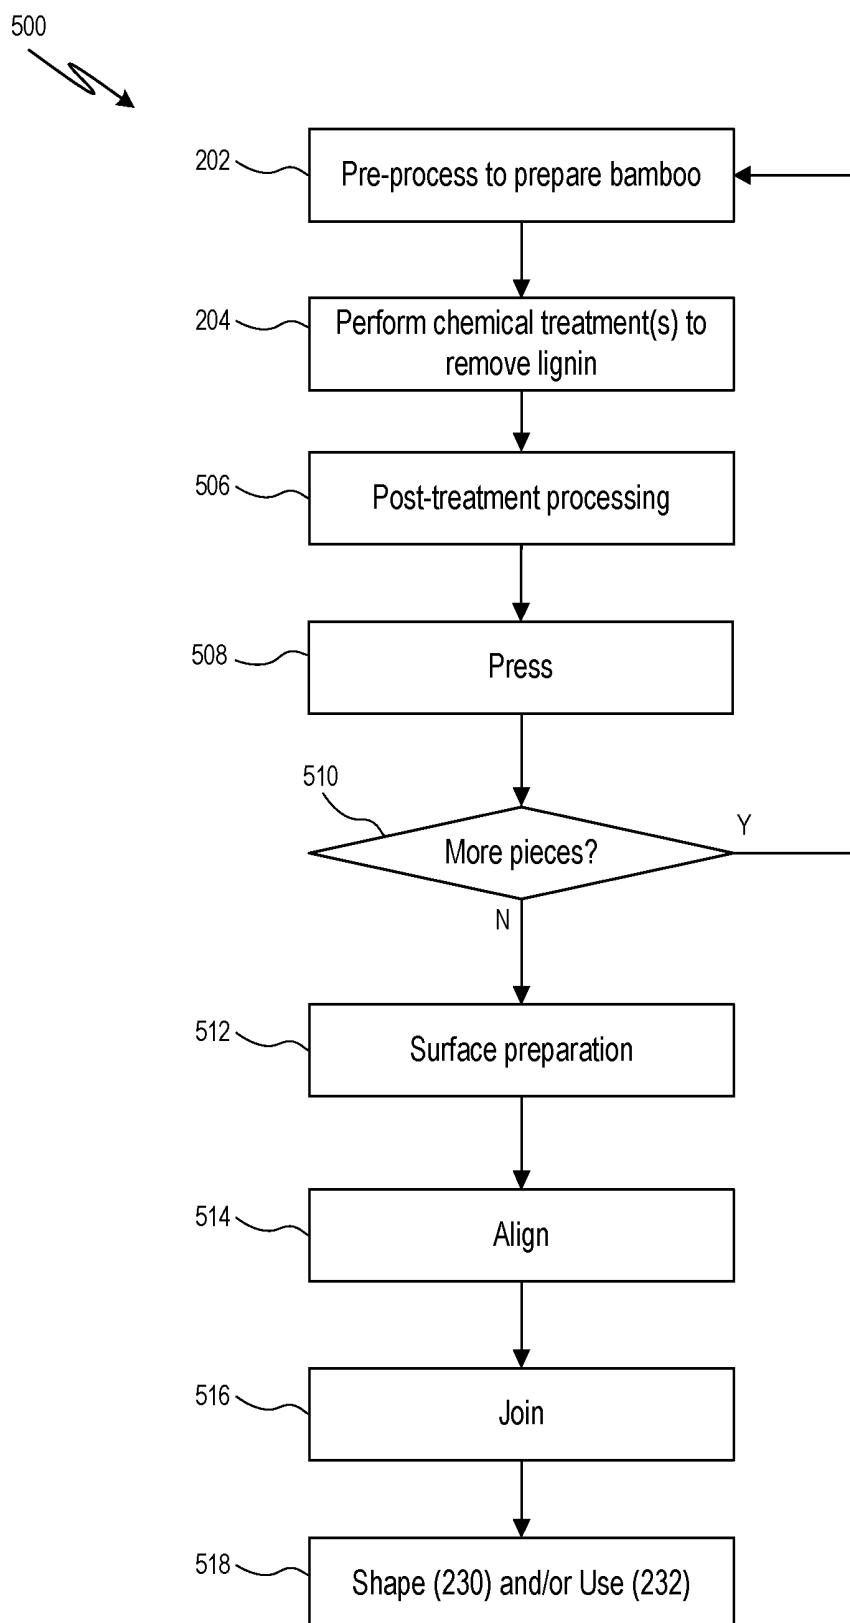 500
202
Pre-process to prepare bamboo
204
Perform chemical treatment(s) to
remove lignin
506
Post-treatment processing
508
Press
510
More pieces?
Y
N
512
Surface preparation
514
Align
516
Join
518
Shape (230) and/or Use (232)